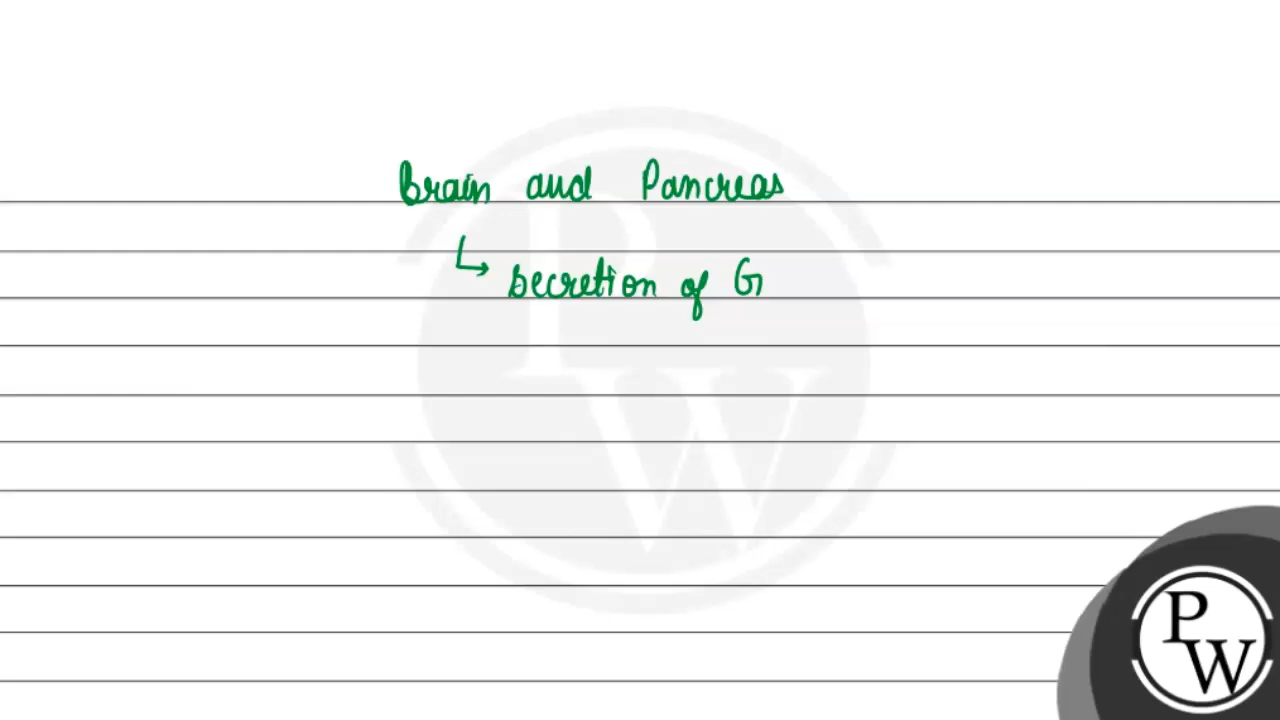 Brain and Pancreas
↳ secretion of G
P
W
P
W